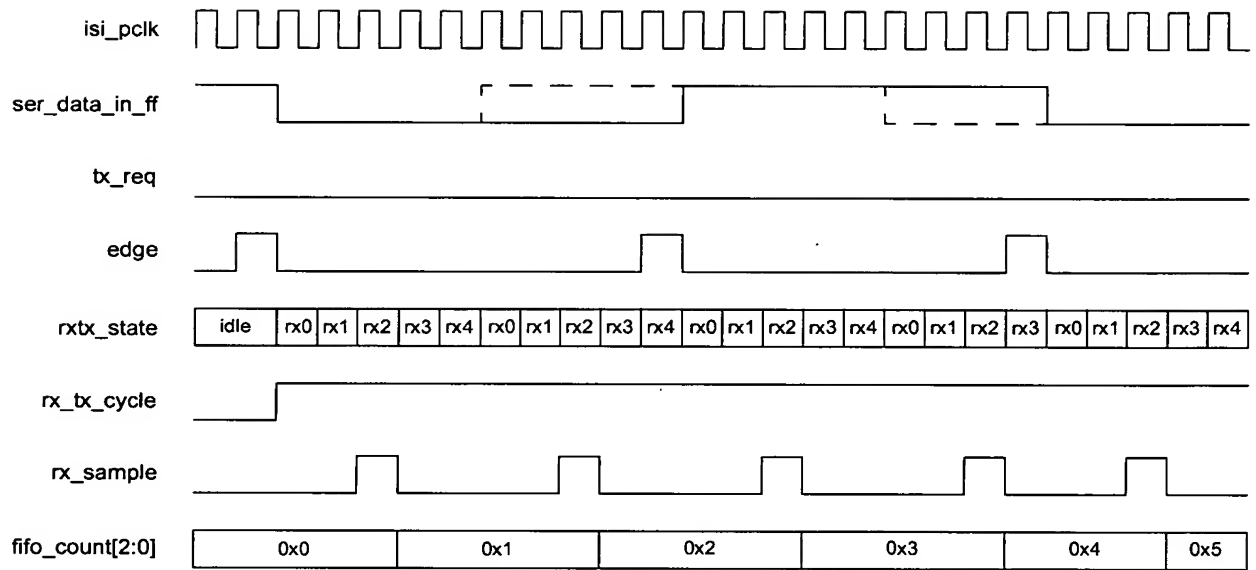 isi_pclk
ser_data_in_ff
tx_req
edge
rxtx_state idle rx0 rx1 rx2 rx3 rx4 rx0 rx1 rx2 rx3 rx4 rx0 rx1 rx2 rx3 rx4 rx0 rx1 rx2 rx3 rx0 rx1 rx2 rx3 rx4
rx_tx_cycle
rx_sample
fifo_count[2:0] 0x0 0x1 0x2 0x3 0x4 0x5